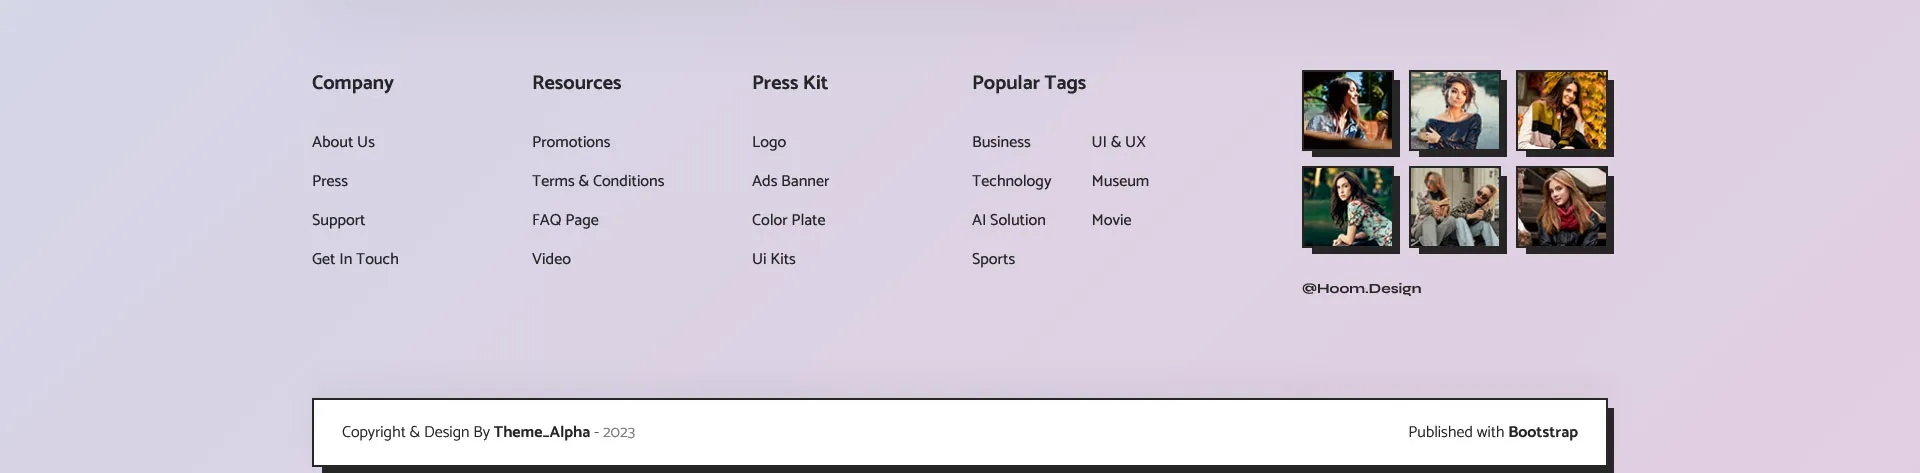 Company
About Us
Press
Support
Get In Touch
Resources
Promotions
Terms & Conditions
FAQ Page
Video
Press Kit
Logo
Ads Banner
Color Plate
Ui Kits
Popular Tags
Business
Technology
AI Solution
Sports
UI & UX
Museum
Movie
@Hoom.Design
Copyright & Design By Theme_Alpha - 2023
Published with Bootstrap